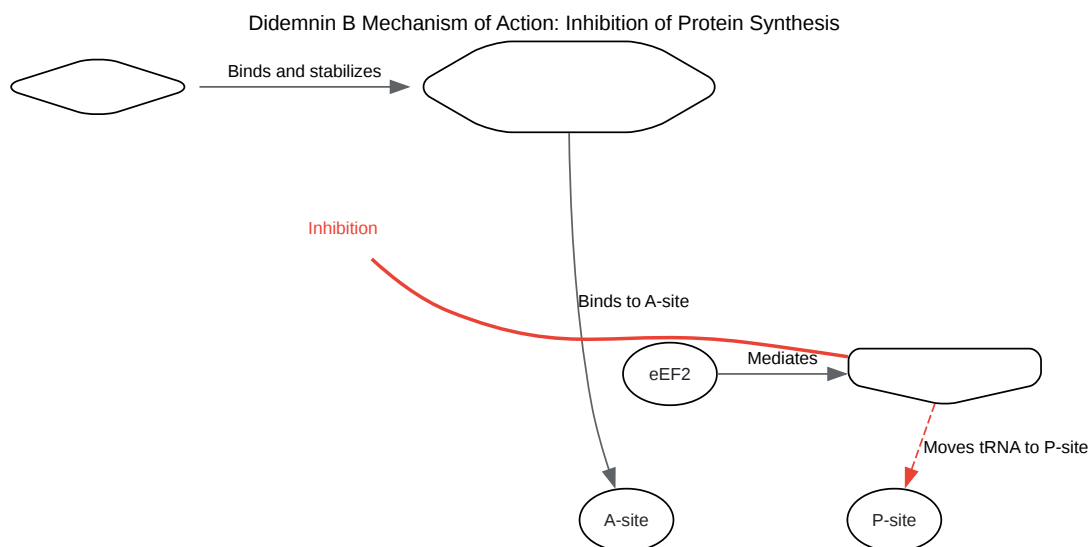 Didemnin B Mechanism of Action: Inhibition of Protein Synthesis
Binds and stabilizes
Inhibition
Binds to A-site
Mediates
eEF2
Moves tRNA to P-site
A-site
P-site